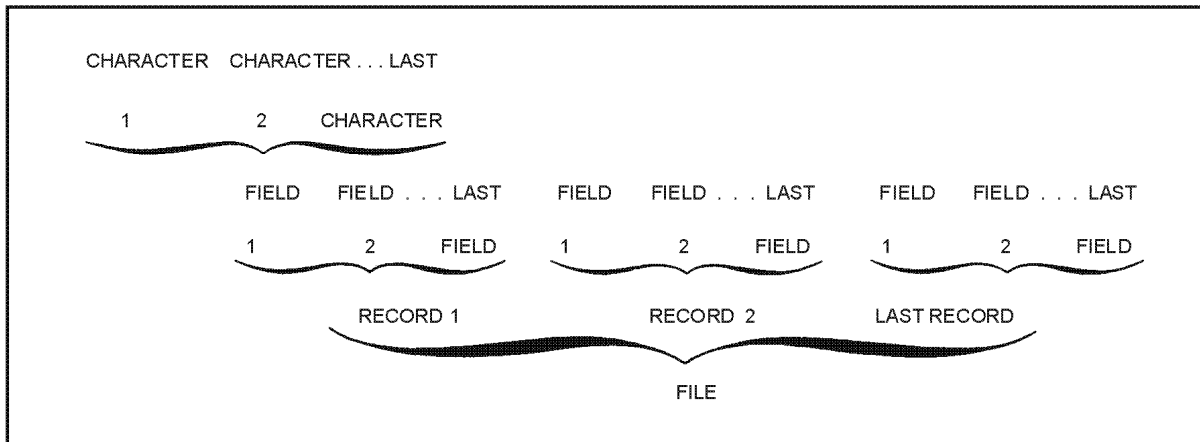 CHARACTER CHARACTER . . . LAST
1 2 CHARACTER
FIELD FIELD . . . LAST FIELD FIELD . . . LAST FIELD FIELD . . . LAST
1 2 FIELD 1 2 FIELD 1 2 FIELD
RECORD 1 RECORD 2 LAST RECORD
FILE